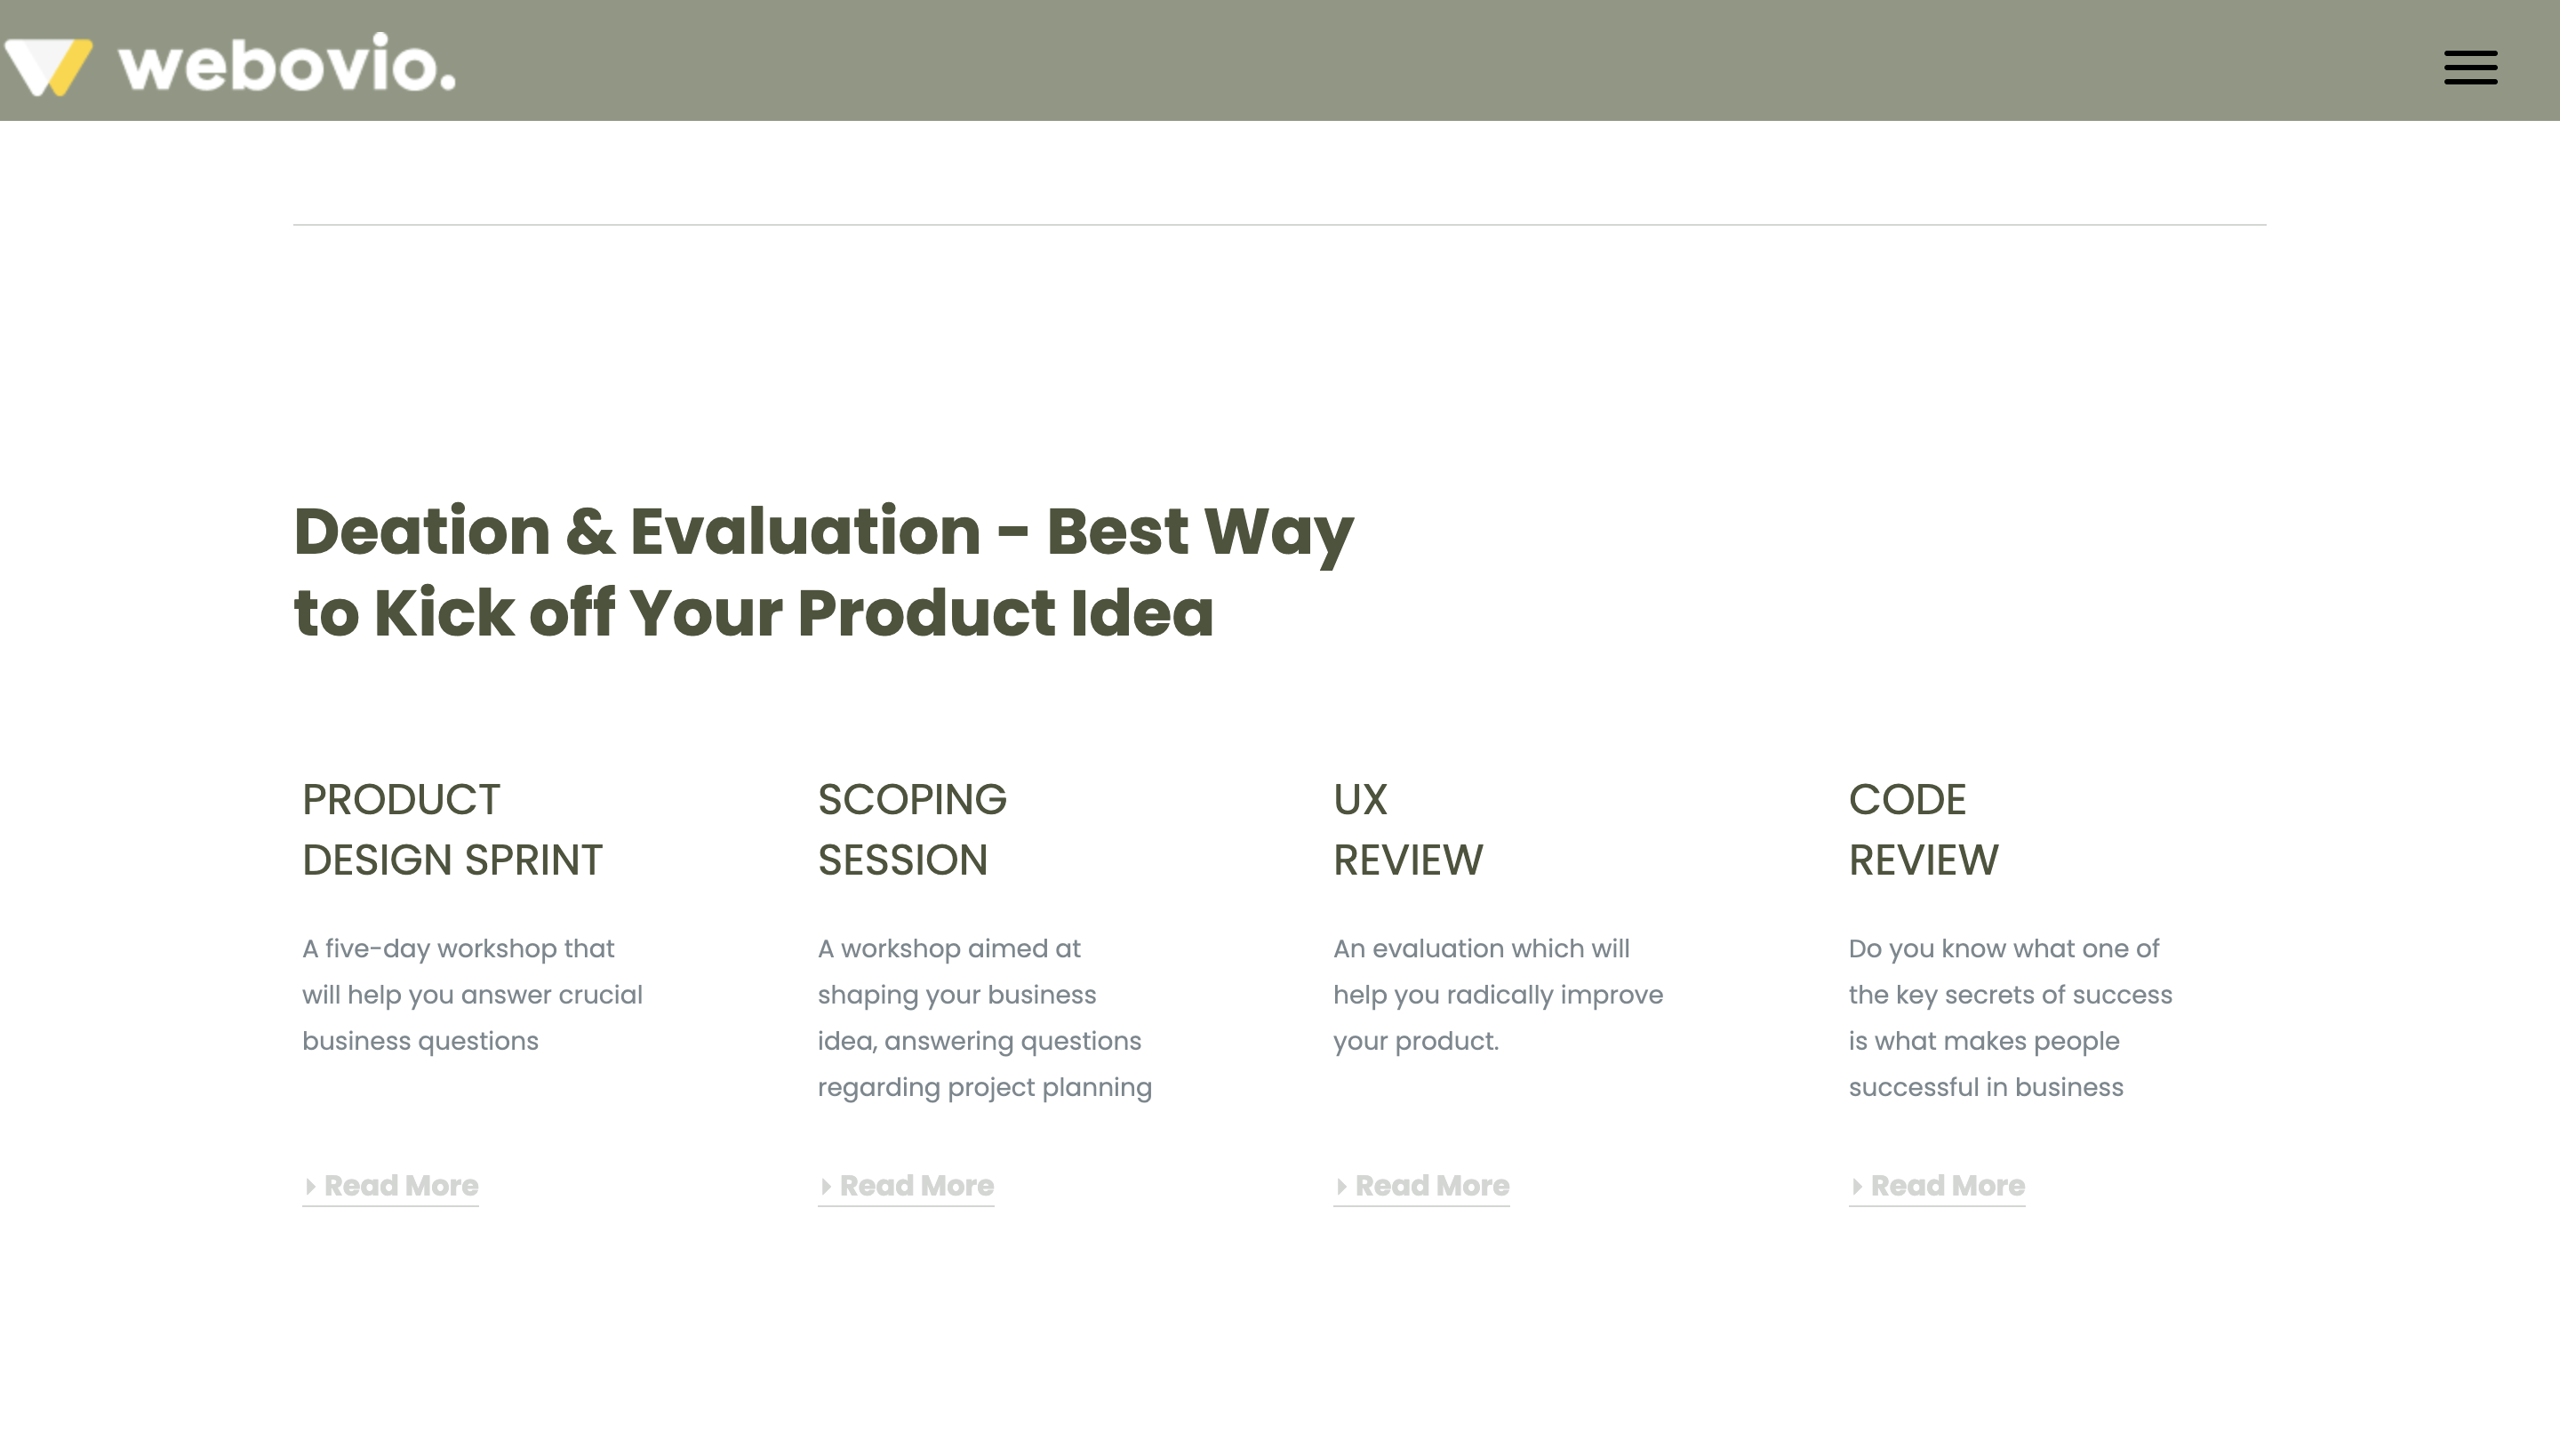 webovio.
Deation & Evaluation - Best Way
to Kick off Your Product Idea
PRODUCT
DESIGN SPRINT
A five-day workshop that
will help you answer crucial
business questions
Read More
SCOPING
SESSION
A workshop aimed at
shaping your business
idea, answering questions
regarding project planning
Read More
UX
REVIEW
An evaluation which will
help you radically improve
your product.
Read More
CODE
REVIEW
Do you know what one of
the key secrets of success
is what makes people
successful in business
Read More